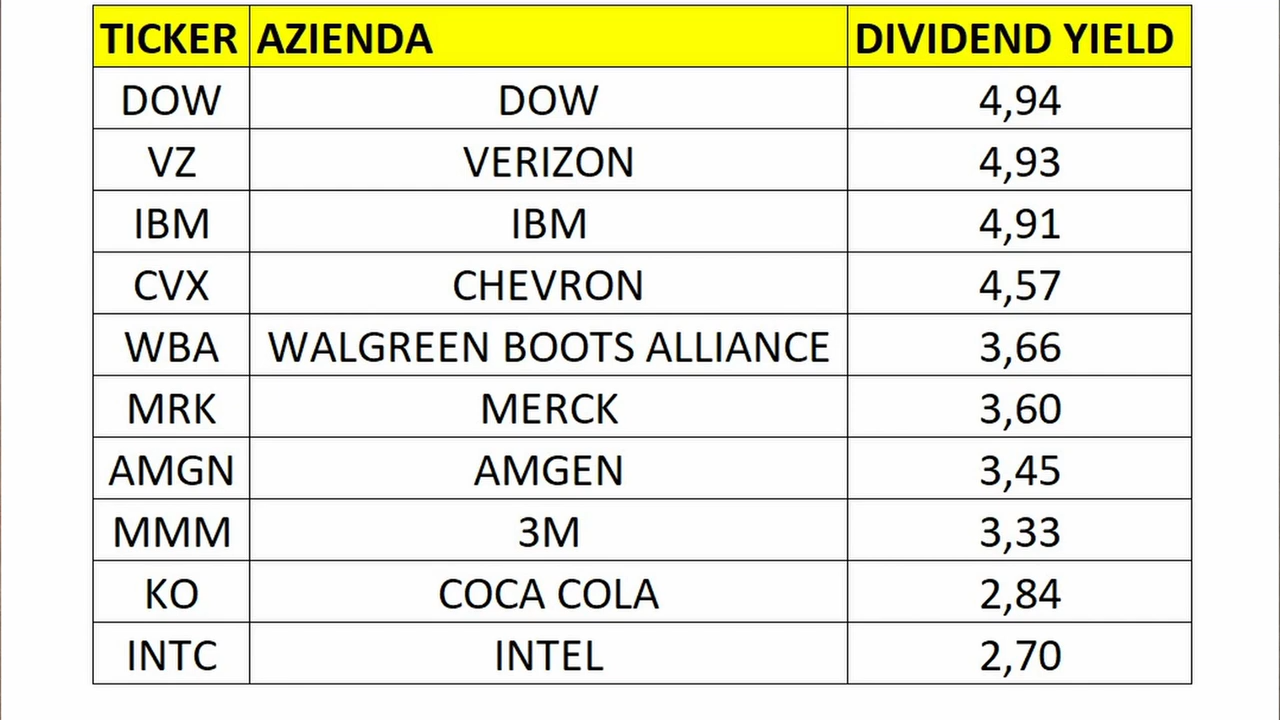 TICKER AZIENDA DIVIDEND YIELD
DOW DOW 4,94
VZ VERIZON 4,93
IBM IBM 4,91
CVX CHEVRON 4,57
WBA WALGREEN BOOTS ALLIANCE 3,66
MRK MERCK 3,60
AMGN AMGEN 3,45
MMM 3M 3,33
KO COCA COLA 2,84
INTC INTEL 2,70